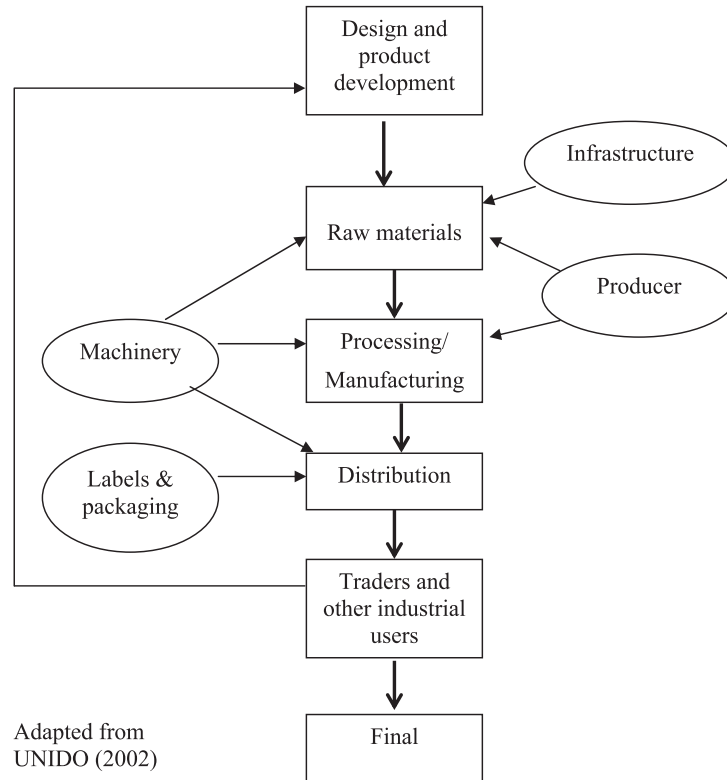 Design and
product
development
Infrastructure
Raw materials
Producer
Machinery
Processing/
Manufacturing
Labels &
packaging
Distribution
Traders and
other industrial
users
Final
Adapted from
UNIDO (2002)